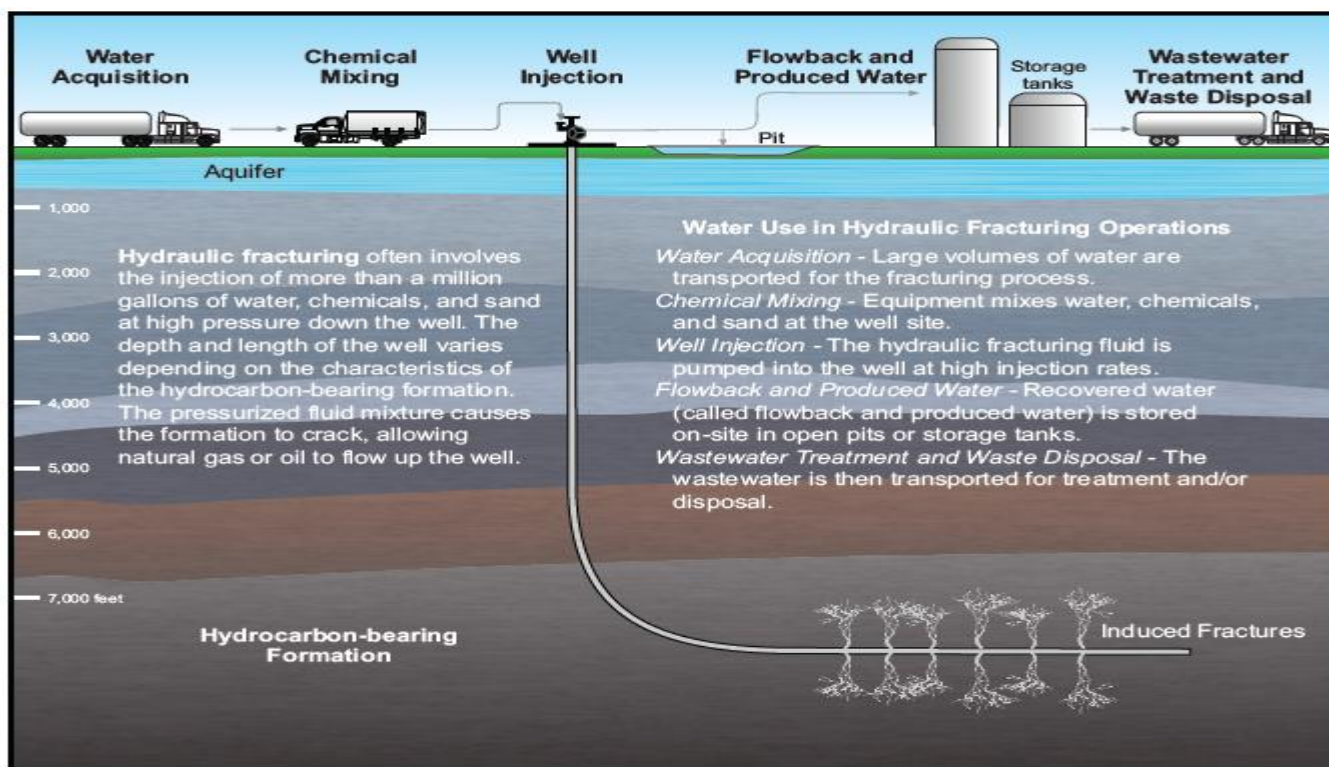 Water
Acquisition
Chemical
Mixing
Well
Injection
Flowback and
Produced Water
Storage
tanks
Wastewater
Treatment and
Waste Disposal
Pit
Aquifer
1,000
2,000
3,000
4,000
5,000
6,000
7,000 feet
Hydraulic fracturing often involves
the injection of more than a million
gallons of water, chemicals, and sand
at high pressure down the well. The
depth and length of the well varies
depending on the characteristics of
the hydrocarbon-bearing formation.
The pressurized fluid mixture causes
the formation to crack, allowing
natural gas or oil to flow up the well.
Water Use in Hydraulic Fracturing Operations
Water Acquisition - Large volumes of water are
transported for the fracturing process.
Chemical Mixing - Equipment mixes water, chemicals,
and sand at the well site.
Well Injection - The hydraulic fracturing fluid is
pumped into the well at high injection rates.
Flowback and Produced Water - Recovered water
(called flowback and produced water) is stored
on-site in open pits or storage tanks.
Wastewater Treatment and Waste Disposal - The
wastewater is then transported for treatment and/or
disposal.
Hydrocarbon-bearing
Formation
Induced Fractures